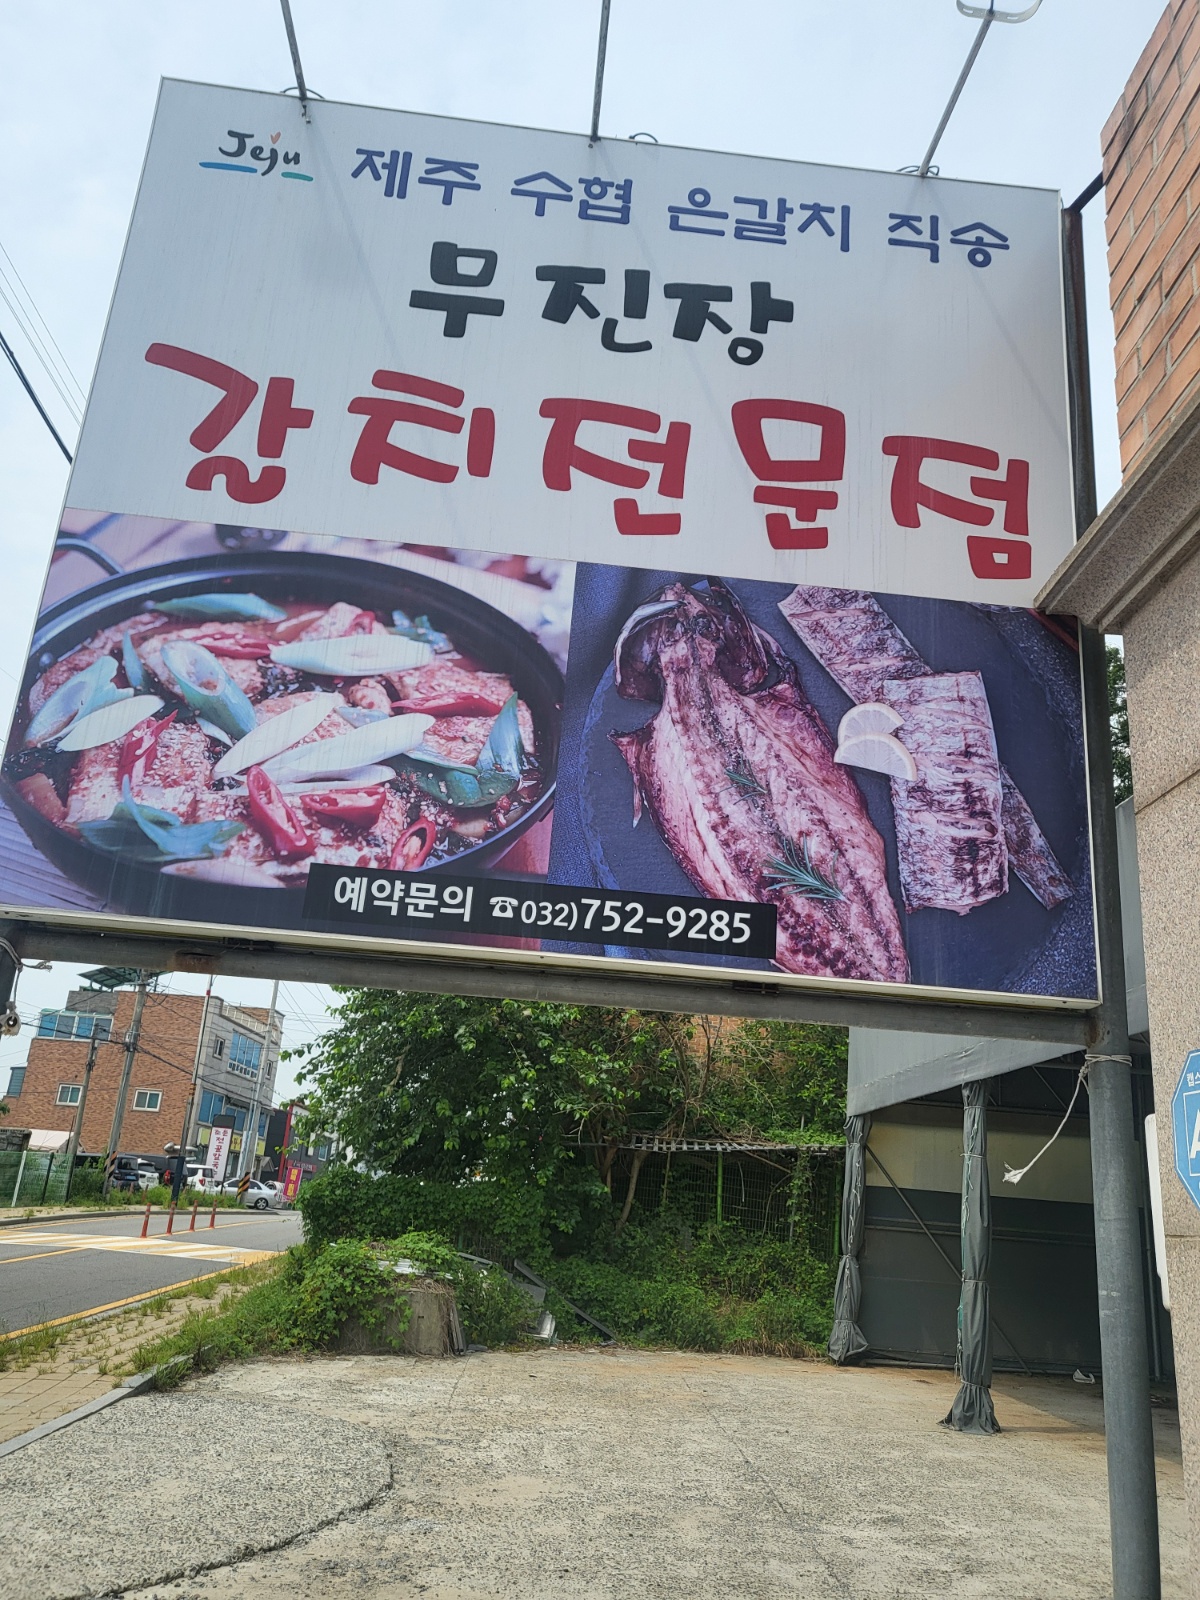 Jeju 제주 수협 은갈치 직송
무진장
갈치전문점
예약문의 ☎032)752-9285